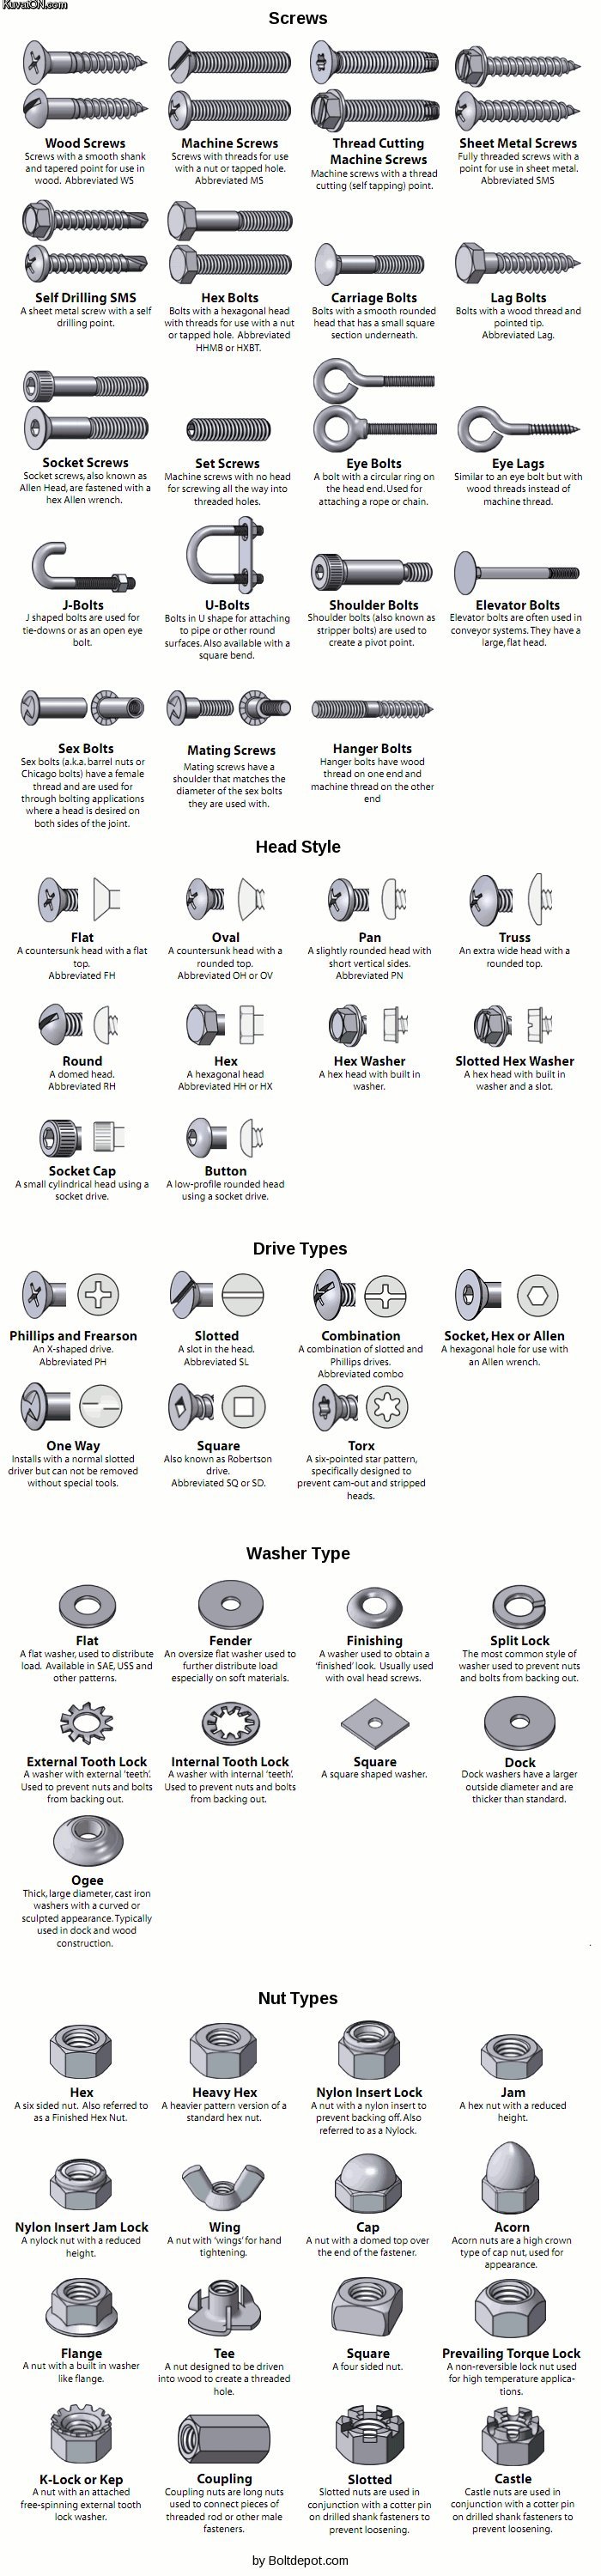 KuvatON.com
Screws
Wood Screws
Screws with a smooth shank
and tapered point for use in
wood. Abbreviated WS
Machine Screws
Screws with threads for use
with a nut or tapped hole.
Abbreviated MS
Thread Cutting
Machine Screws
Machine screws with a thread
cutting (self tapping) point.
Sheet Metal Screws
Fully threaded screws with a
point for use in sheet metal.
Abbreviated SMS
Self Drilling SMS
A sheet metal screw with a self
drilling point.
Hex Bolts
Bolts with a hexagonal head
with threads for use with a nut
or tapped hole. Abbreviated
HHMB or HXBT.
Carriage Bolts
Bolts with a smooth rounded
head that has a small square
section underneath.
Lag Bolts
Bolts with a wood thread and
pointed tip.
Abbreviated Lag.
Socket Screws
Socket screws, also known as
Allen Head, are fastened with a
hex Allen wrench.
Set Screws
Machine screws with no head
for screwing all the way into
threaded holes.
Eye Bolts
A bolt with a circular ring on
the head end. Used for
attaching a rope or chain.
Eye Lags
Similar to an eye bolt but with
wood threads instead of
machine thread.
J-Bolts
J shaped bolts are used for
tie-downs or as an open eye
bolt.
U-Bolts
Bolts in U shape for attaching
to pipe or other round
surfaces. Also available with a
square bend.
Shoulder Bolts
Shoulder bolts (also known as
stripper bolts) are used to
create a pivot point.
Elevator Bolts
Elevator bolts are often used in
conveyor systems. They have a
large, flat head.
Sex Bolts
Sex bolts (a.k.a. barrel nuts or
Chicago bolts) have a female
thread and are used for
through bolting applications
where a head is desired on
both sides of the joint.
Mating Screws
Mating screws have a
shoulder that matches the
diameter of the sex bolts
they are used with.
Hanger Bolts
Hanger bolts have wood
thread on one end and
machine thread on the other
end
Head Style
Flat
A countersunk head with a flat
top.
Abbreviated FH
Oval
A countersunk head with a
rounded top.
Abbreviated OH or OV
Pan
A slightly rounded head with
short vertical sides.
Abbreviated PN
Truss
An extra wide head with a
rounded top.
Round
A domed head.
Abbreviated RH
Hex
A hexagonal head
Abbreviated HH or HX
Hex Washer
A hex head with built in
washer.
Slotted Hex Washer
A hex head with built in
washer and a slot.
Socket Cap
A small cylindrical head using a
socket drive.
Button
A low-profile rounded head
using a socket drive.
Drive Types
Phillips and Frearson
An X-shaped drive.
Abbreviated PH
Slotted
A slot in the head.
Abbreviated SL
Combination
A combination of slotted and
Phillips drives.
Abbreviated combo
Socket, Hex or Allen
A hexagonal hole for use with
an Allen wrench.
One Way
Installs with a normal slotted
driver but can not be removed
without special tools.
Square
Also known as Robertson
drive.
Abbreviated SQ or SD.
Torx
A six-pointed star pattern,
specifically designed to
prevent cam-out and stripped
heads.
Washer Type
Flat
A flat washer, used to distribute
load. Available in SAE, USS and
other patterns.
Fender
An oversize flat washer used to
further distribute load
especially on soft materials.
Finishing
A washer used to obtain a
'finished' look. Usually used
with oval head screws.
Split Lock
The most common style of
washer used to prevent nuts
and bolts from backing out.
External Tooth Lock
A washer with external 'teeth'.
Used to prevent nuts and bolts
from backing out.
Internal Tooth Lock
A washer with internal 'teeth'.
Used to prevent nuts and bolts
from backing out.
Square
A square shaped washer.
Dock
Dock washers have a larger
outside diameter and are
thicker than standard.
Ogee
Thick, large diameter, cast iron
washers with a curved or
sculpted appearance. Typically
used in dock and wood
construction.
Nut Types
Hex
A six sided nut. Also referred to
as a Finished Hex Nut.
Heavy Hex
A heavier pattern version of a
standard hex nut.
Nylon Insert Lock
A nut with a nylon insert to
prevent backing off. Also
referred to as a Nylock.
Jam
A hex nut with a reduced
height.
Nylon Insert Jam Lock
A nylock nut with a reduced
height.
Wing
A nut with 'wings' for hand
tightening.
Cap
A nut with a domed top over
the end of the fastener.
Acorn
Acorn nuts are a high crown
type of cap nut, used for
appearance.
Flange
A nut with a built in washer
like flange.
Tee
A nut designed to be driven
into wood to create a threaded
hole.
Square
A four sided nut.
Prevailing Torque Lock
A non-reversible lock nut used
for high temperature applica-
tions.
K-Lock or Kep
A nut with an attached
free-spinning external tooth
lock washer.
Coupling
Coupling nuts are long nuts
used to connect pieces of
threaded rod or other male
fasteners.
Slotted
Slotted nuts are used in
conjunction with a cotter pin
on drilled shank fasteners to
prevent loosening.
Castle
Castle nuts are used in
conjunction with a cotter pin
on drilled shank fasteners to
prevent loosening.
by Boltdepot.com